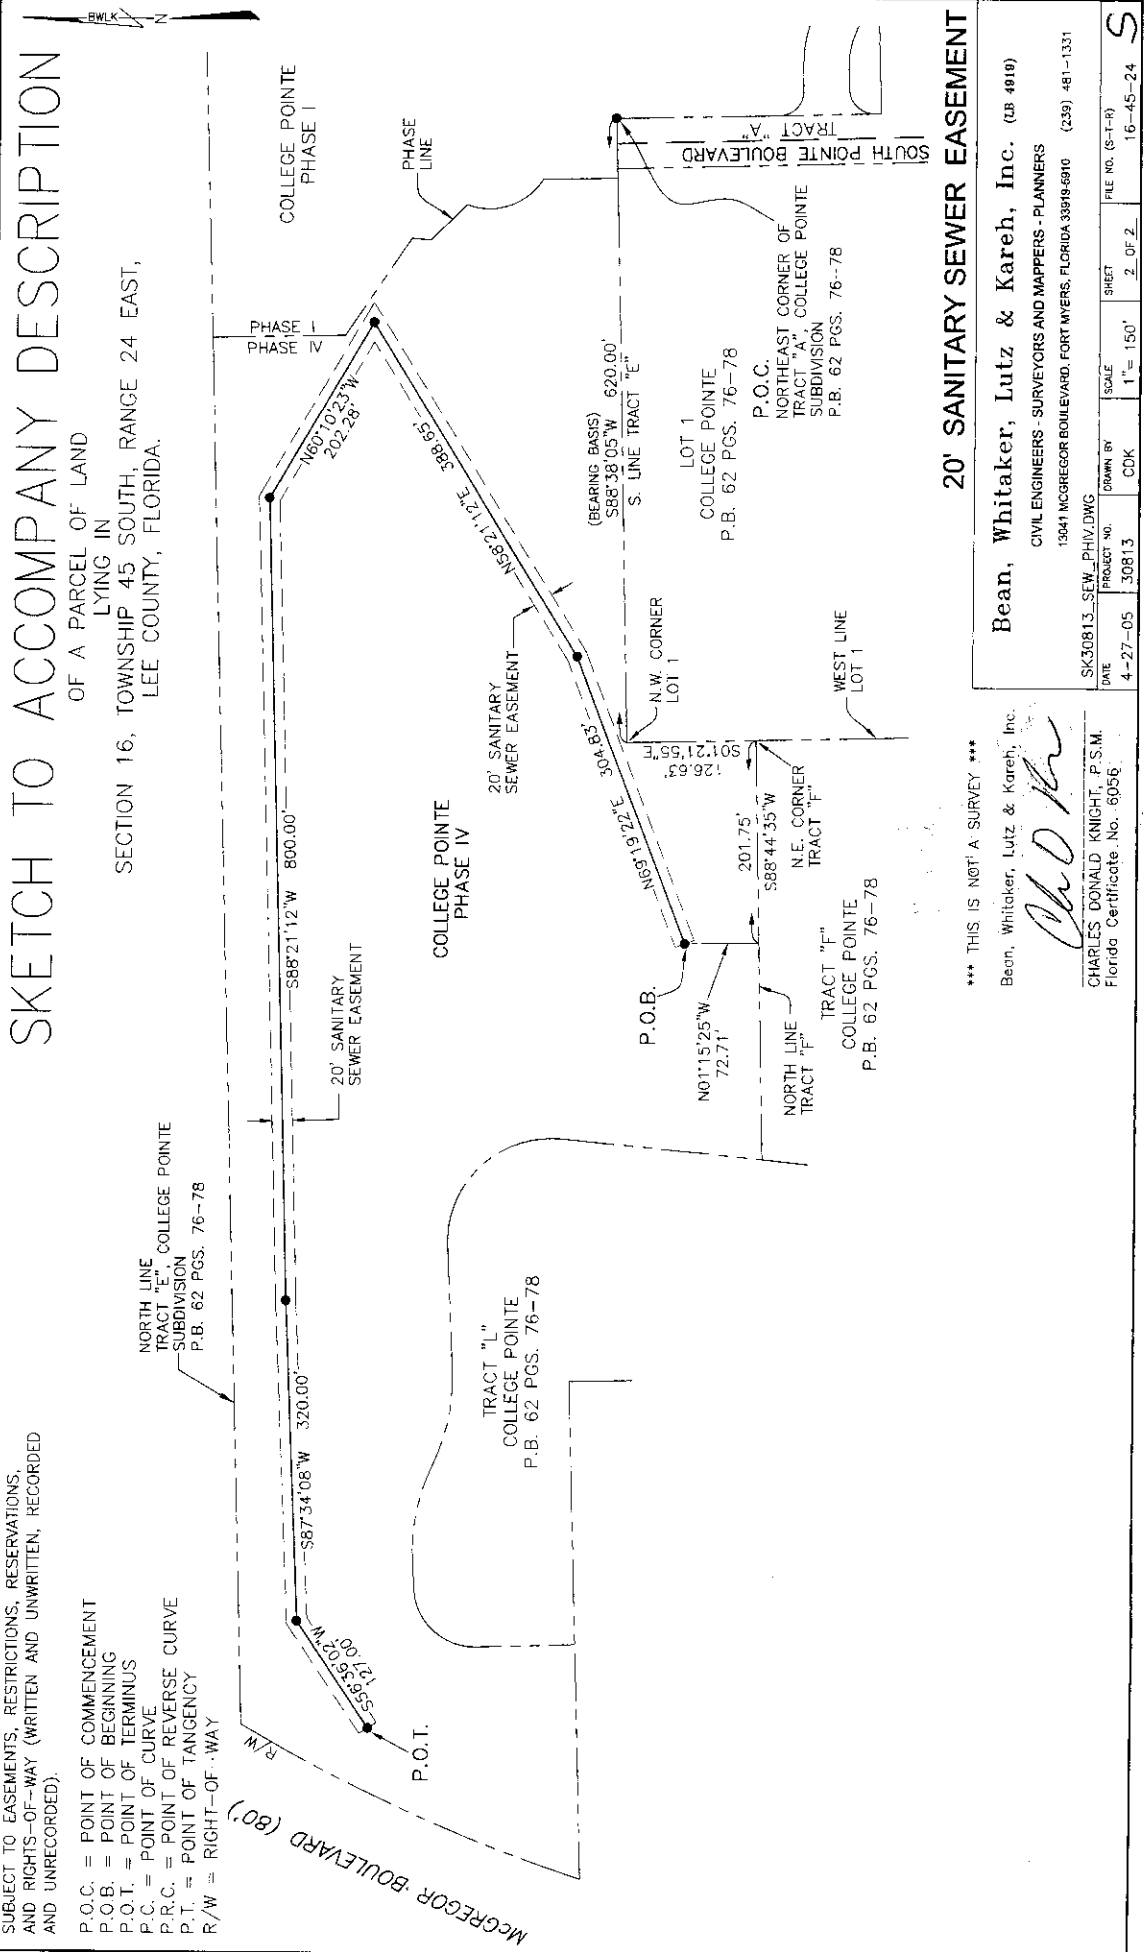 SKETCH TO ACCOMPANY DESCRIPTION
OF A PARCEL OF LAND
LYING IN
SECTION 16, TOWNSHIP 45 SOUTH, RANGE 24 EAST,
LEE COUNTY, FLORIDA.
BWLK
N
SUBJECT TO EASEMENTS, RESTRICTIONS, RESERVATIONS,
AND RIGHTS-OF-WAY (WRITTEN AND UNWRITTEN, RECORDED
AND UNRECORDED).
P.O.C. = POINT OF COMMENCEMENT
P.O.B. = POINT OF BEGINNING
P.O.T. = POINT OF TERMINUS
P.C. = POINT OF CURVE
P.R.C. = POINT OF REVERSE CURVE
P.T. = POINT OF TANGENCY
R/W = RIGHT-OF-WAY
NORTH LINE
TRACT "E", COLLEGE POINTE
SUBDIVISION
P.B. 62 PGS. 76-78
COLLEGE POINTE
PHASE I
PHASE
LINE
PHASE I
PHASE IV
R/W
McGREGOR BOULEVARD (80')
P.O.T.
S56°36'02"W
127.00'
S87°34'08"W 320.00'
S88°21'12"W 800.00'
20' SANITARY
SEWER EASEMENT
N60°10'23"W
202.28'
N58°21'12"E 388.65'
20' SANITARY
SEWER EASEMENT
N69°19'22"E 304.83'
COLLEGE POINTE
PHASE IV
(BEARING BASIS)
S88°38'05"W 620.00'
S. LINE TRACT "E"
SOUTH POINTE BOULEVARD
TRACT "A"
P.O.C.
NORTHEAST CORNER OF
TRACT "A", COLLEGE POINTE
SUBDIVISION
P.B. 62 PGS. 76-78
LOT 1
COLLEGE POINTE
P.B. 62 PGS. 76-78
N.W. CORNER
LOT 1
S01°21'55"E
126.63'
WEST LINE
LOT 1
201.75'
S88°44'35"W
N.E. CORNER
TRACT "F"
P.O.B.
N01°15'25"W
72.71'
NORTH LINE
TRACT "F"
TRACT "F"
COLLEGE POINTE
P.B. 62 PGS. 76-78
TRACT "L"
COLLEGE POINTE
P.B. 62 PGS. 76-78
*** THIS IS NOT A SURVEY ***
Bean, Whitaker, Lutz & Kareh, Inc.
CHARLES DONALD KNIGHT, P.S.M.
Florida Certificate No. 6056
20' SANITARY SEWER EASEMENT
Bean, Whitaker, Lutz & Kareh, Inc. (LB 4919)
CIVIL ENGINEERS - SURVEYORS AND MAPPERS - PLANNERS
13041 MCGREGOR BOULEVARD, FORT MYERS, FLORIDA 33919-5910 (239) 481-1331
SK30813_SEW_PHIV.DWG
DATE PROJECT NO. DRAWN BY SCALE SHEET FILE NO. (S-T-R)
4-27-05 30813 CDK 1"= 150' 2 OF 2 16-45-24 S